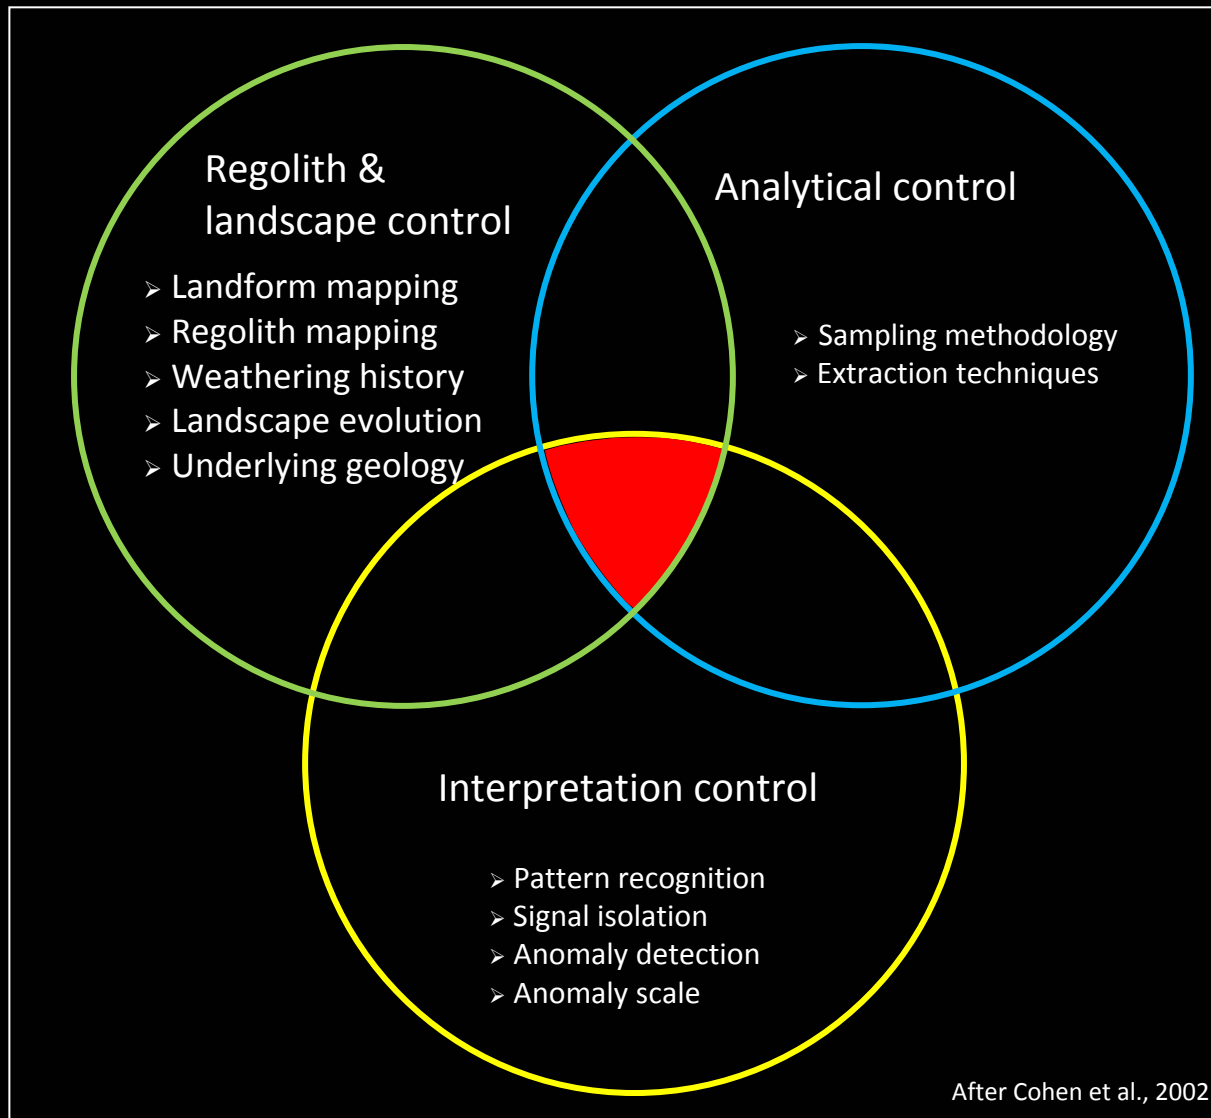 Regolith &
landscape control
➢ Landform mapping
➢ Regolith mapping
➢ Weathering history
➢ Landscape evolution
➢ Underlying geology
Analytical control
➢ Sampling methodology
➢ Extraction techniques
Interpretation control
➢ Pattern recognition
➢ Signal isolation
➢ Anomaly detection
➢ Anomaly scale
After Cohen et al., 2002